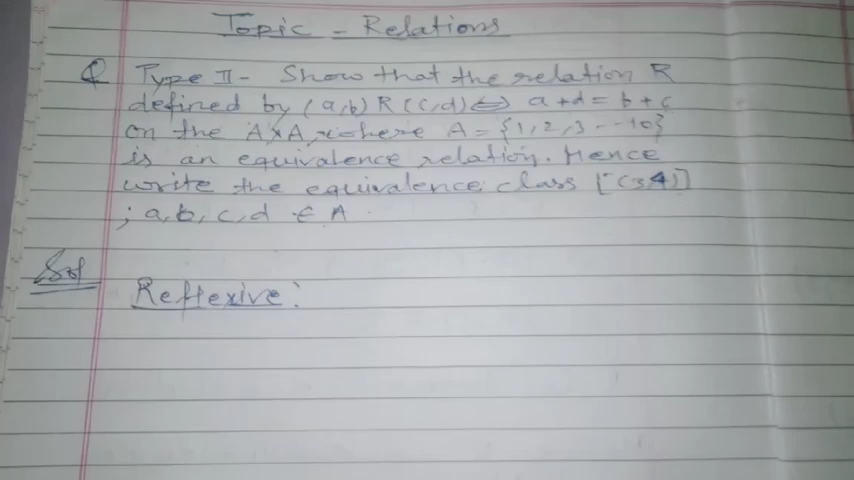 Topic - Relations
Q Type II - Show that the relation R
defined by (a,b) R (c,d) ⇔ a+d = b+c
on the A×A, where A = {1,2,3 --10}
is an equivalence relation. Hence
write the equivalence class [(3,4)]
; a,b,c,d ∈ A.
Sol
Reflexive: